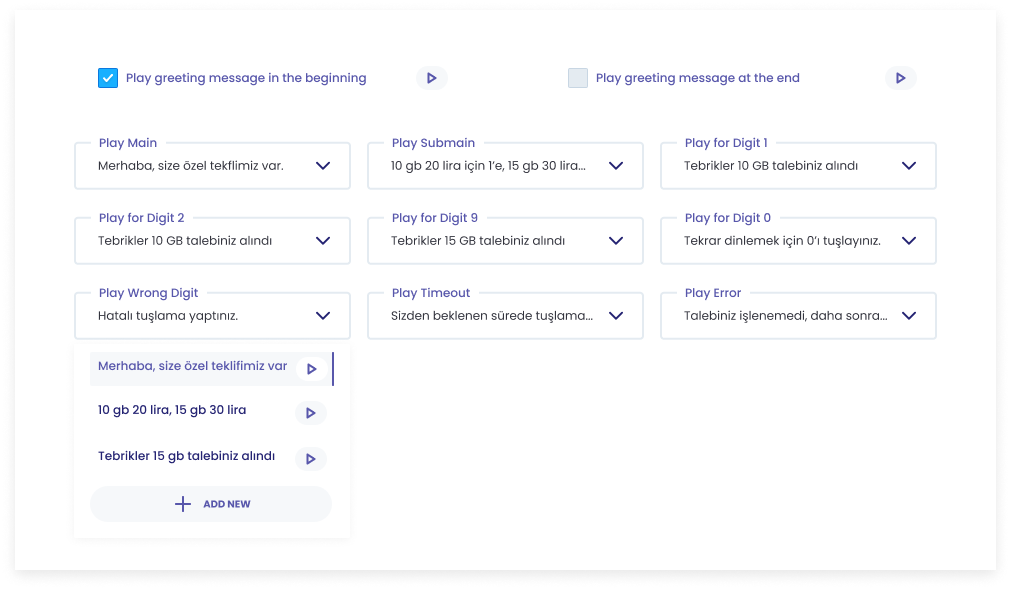 Play greeting message in the beginning
Play greeting message at the end
Play Main
Merhaba, size özel tekflimiz var.
Play Submain
10 gb 20 lira için 1'e, 15 gb 30 lira...
Play for Digit 1
Tebrikler 10 GB talebiniz alındı
Play for Digit 2
Tebrikler 10 GB talebiniz alındı
Play for Digit 9
Tebrikler 15 GB talebiniz alındı
Play for Digit 0
Tekrar dinlemek için 0'ı tuşlayınız.
Play Wrong Digit
Hatalı tuşlama yaptınız.
Play Timeout
Sizden beklenen sürede tuşlama...
Play Error
Talebiniz işlenemedi, daha sonra...
Merhaba, size özel teklifimiz var
10 gb 20 lira, 15 gb 30 lira
Tebrikler 15 gb talebiniz alındı
ADD NEW